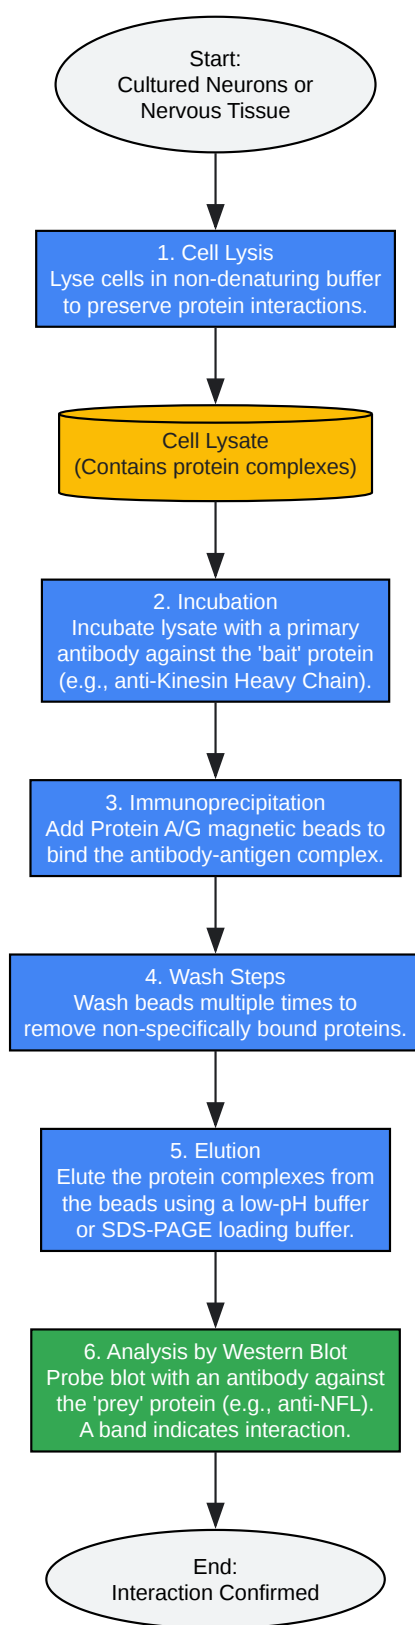 Start:
Cultured Neurons or
Nervous Tissue
1. Cell Lysis
Lyse cells in non-denaturing buffer
to preserve protein interactions.
Cell Lysate
(Contains protein complexes)
2. Incubation
Incubate lysate with a primary
antibody against the 'bait' protein
(e.g., anti-Kinesin Heavy Chain).
3. Immunoprecipitation
Add Protein A/G magnetic beads to
bind the antibody-antigen complex.
4. Wash Steps
Wash beads multiple times to
remove non-specifically bound proteins.
5. Elution
Elute the protein complexes from
the beads using a low-pH buffer
or SDS-PAGE loading buffer.
6. Analysis by Western Blot
Probe blot with an antibody against
the 'prey' protein (e.g., anti-NFL).
A band indicates interaction.
End:
Interaction Confirmed